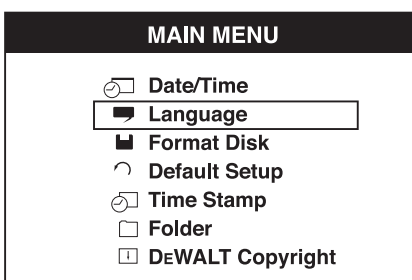 MAIN MENU
Date/Time
Language
Format Disk
Default Setup
Time Stamp
Folder
DEWALT Copyright